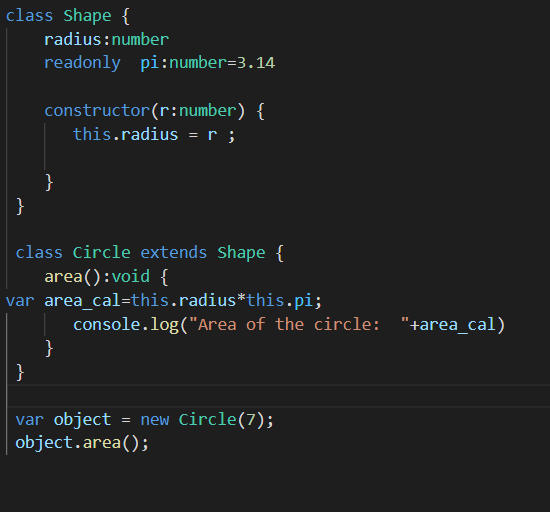 class Shape {
radius:number
readonly  pi:number=3.14
constructor(r:number) {
this.radius = r ;
}
}
class Circle extends Shape {
area():void {
var area_cal=this.radius*this.pi;
console.log("Area of the circle:  "+area_cal)
}
}
var object = new Circle(7);
object.area();